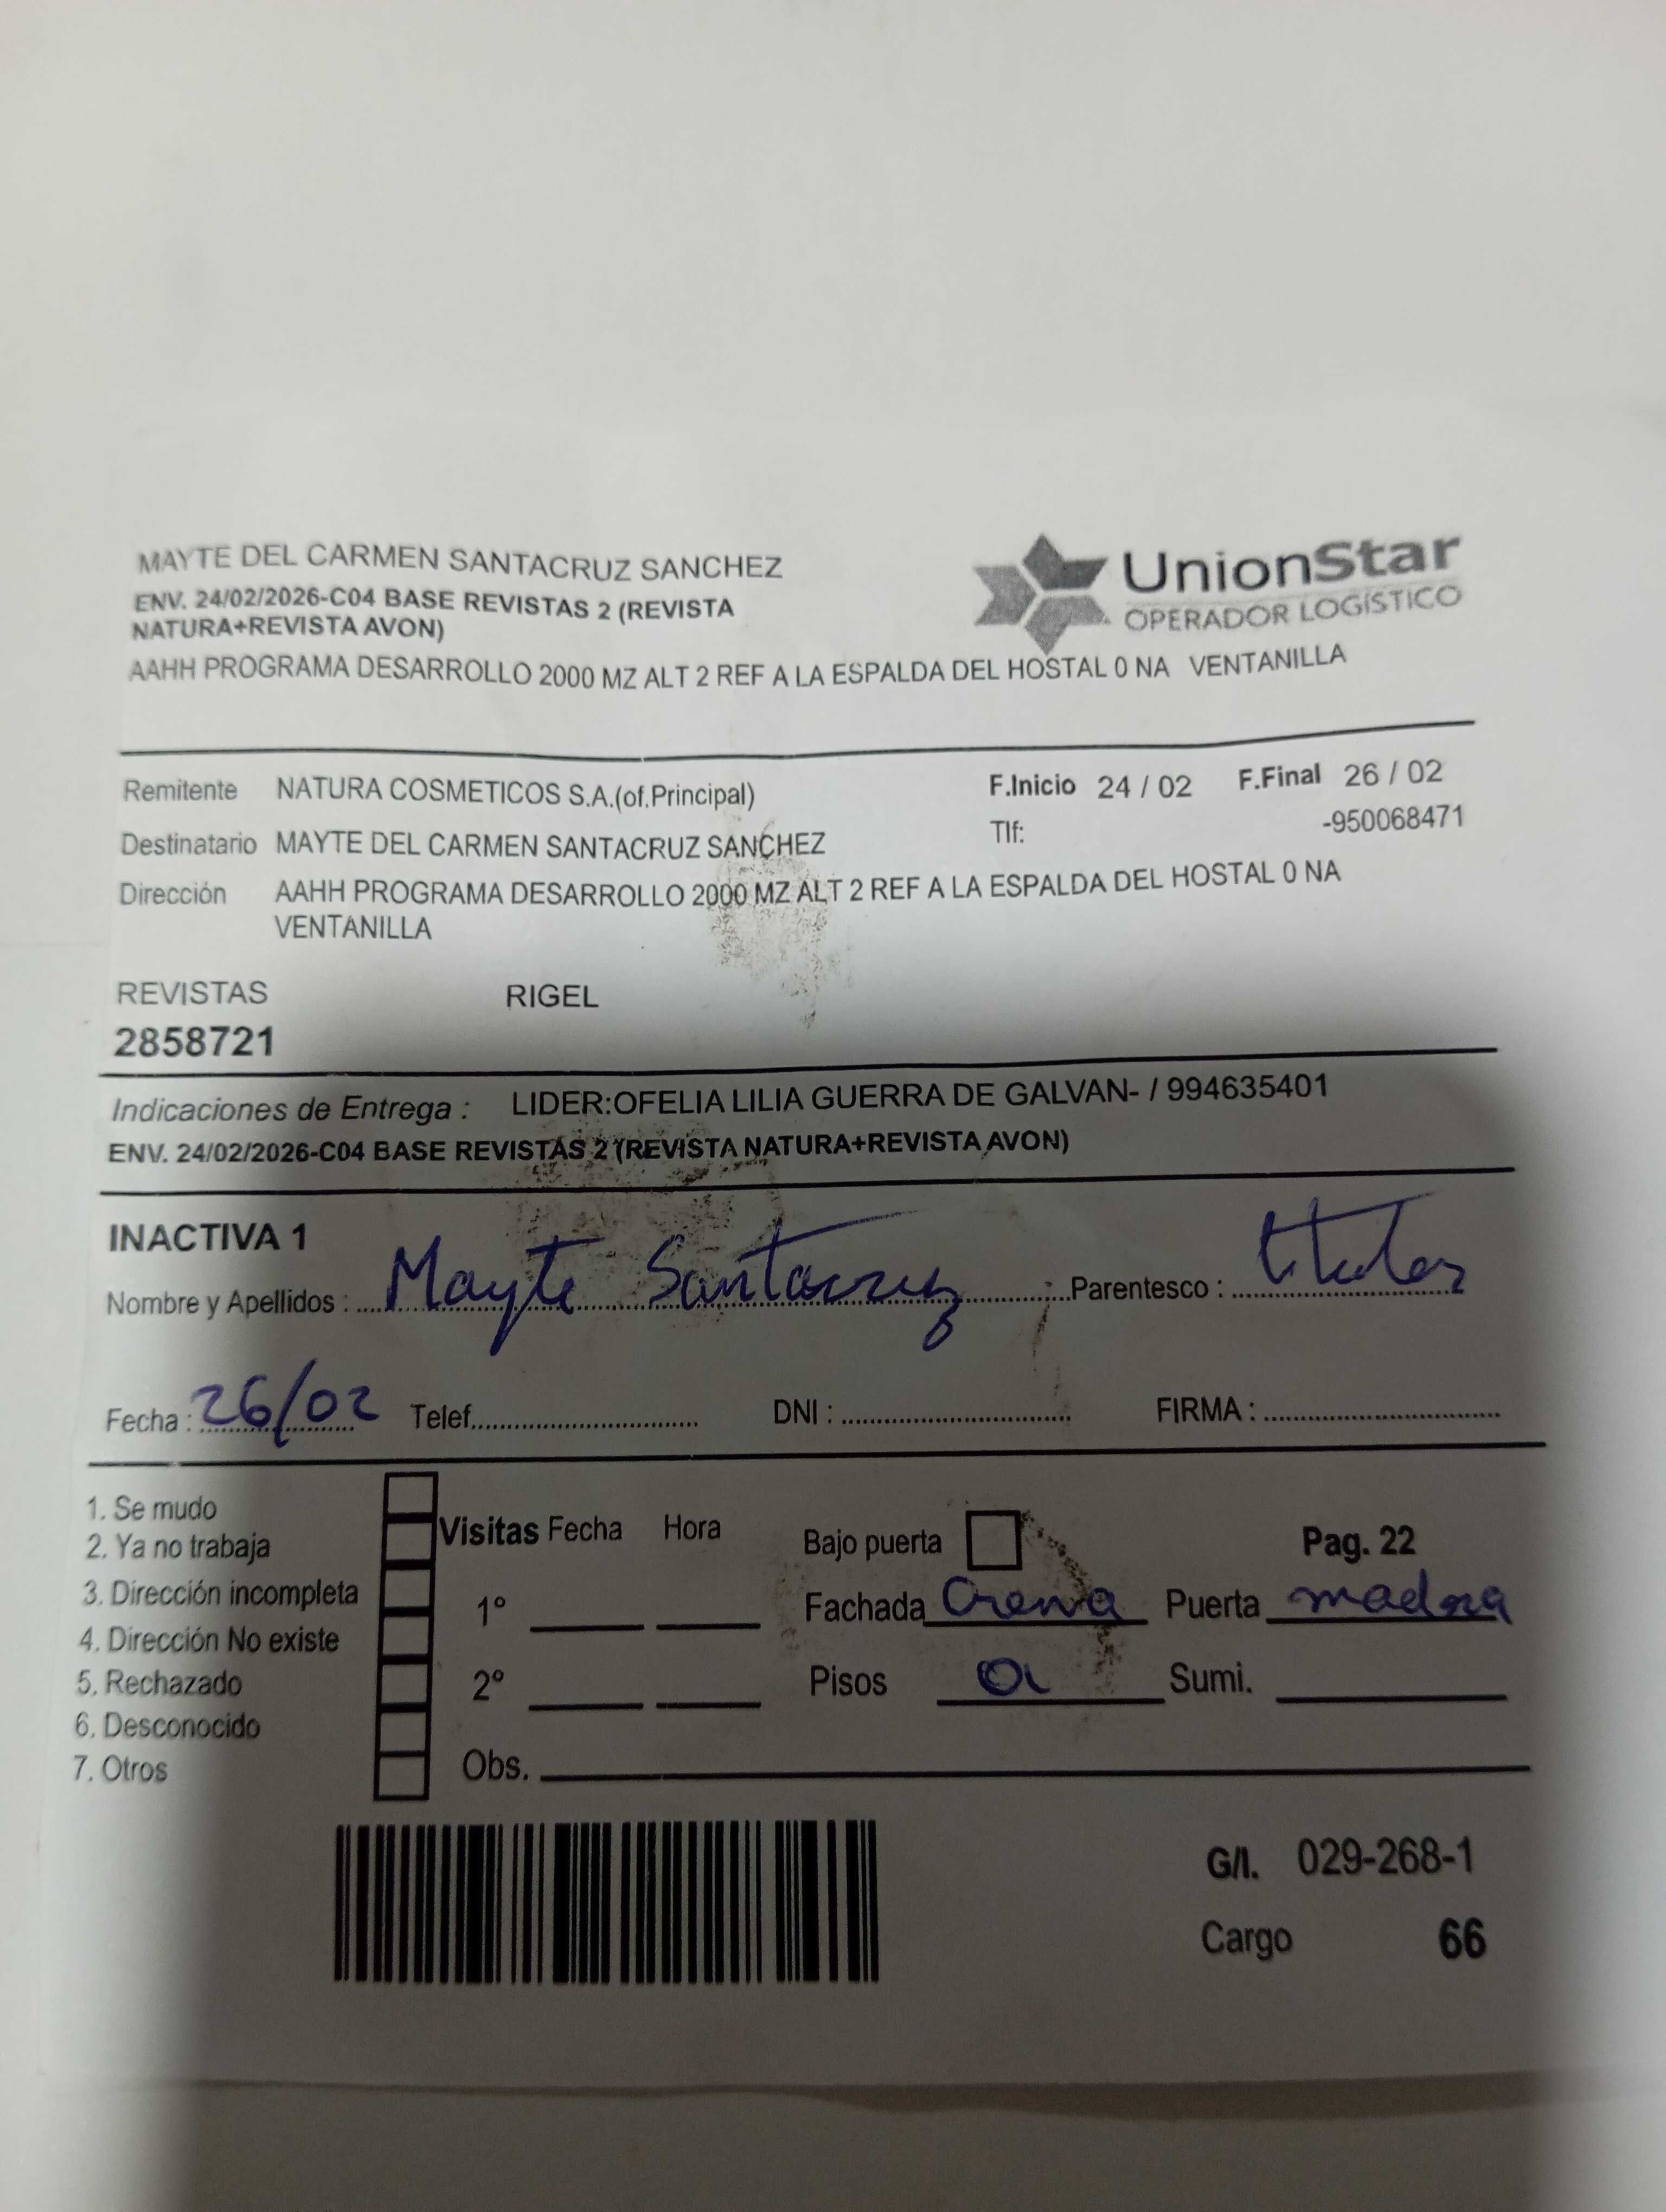 MAYTE DEL CARMEN SANTACRUZ SANCHEZ
ENV. 24/02/2026-C04 BASE REVISTAS 2 (REVISTA
NATURA+REVISTA AVON)
UnionStar
OPERADOR LOGÍSTICO
AAHH PROGRAMA DESARROLLO 2000 MZ ALT 2 REF A LA ESPALDA DEL HOSTAL 0 NA VENTANILLA
Remitente NATURA COSMETICOS S.A.(of.Principal) F.Inicio 24 / 02 F.Final 26 / 02
Destinatario MAYTE DEL CARMEN SANTACRUZ SANCHEZ Tlf: -950068471
Dirección AAHH PROGRAMA DESARROLLO 2000 MZ ALT 2 REF A LA ESPALDA DEL HOSTAL 0 NA
VENTANILLA
REVISTAS RIGEL
2858721
Indicaciones de Entrega : LIDER:OFELIA LILIA GUERRA DE GALVAN- / 994635401
ENV. 24/02/2026-C04 BASE REVISTAS 2 (REVISTA NATURA+REVISTA AVON)
INACTIVA 1
Nombre y Apellidos : Mayte Santacruz Parentesco : titular
Fecha : 26/02 Telef. DNI : FIRMA :
1. Se mudo
2. Ya no trabaja
3. Dirección incompleta
4. Dirección No existe
5. Rechazado
6. Desconocido
7. Otros
Visitas Fecha Hora
1°
2°
Obs.
Bajo puerta Pag. 22
Fachada Crema Puerta madera
Pisos Sumi.
G/I. 029-268-1
Cargo 66